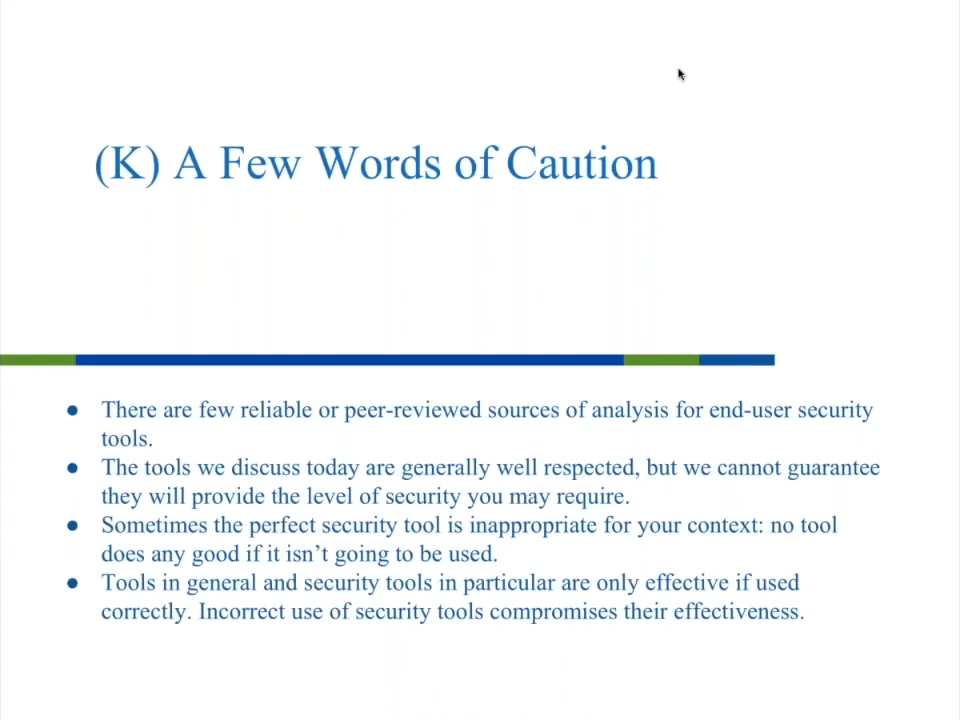 (K) A Few Words of Caution
● There are few reliable or peer-reviewed sources of analysis for end-user security
tools.
● The tools we discuss today are generally well respected, but we cannot guarantee
they will provide the level of security you may require.
● Sometimes the perfect security tool is inappropriate for your context: no tool
does any good if it isn’t going to be used.
● Tools in general and security tools in particular are only effective if used
correctly. Incorrect use of security tools compromises their effectiveness.